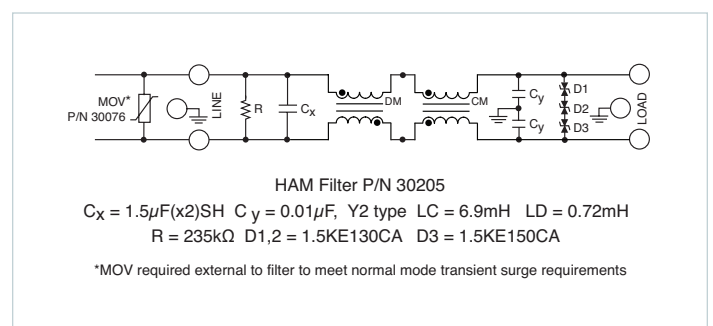 MOV*
P/N 30076
LINE
R
Cx
DM
CM
Cy
Cy
D1
D2
D3
LOAD
HAM Filter P/N 30205
Cx = 1.5µF(x2)SH C y = 0.01µF, Y2 type LC = 6.9mH LD = 0.72mH
R = 235kΩ D1,2 = 1.5KE130CA D3 = 1.5KE150CA
*MOV required external to filter to meet normal mode transient surge requirements